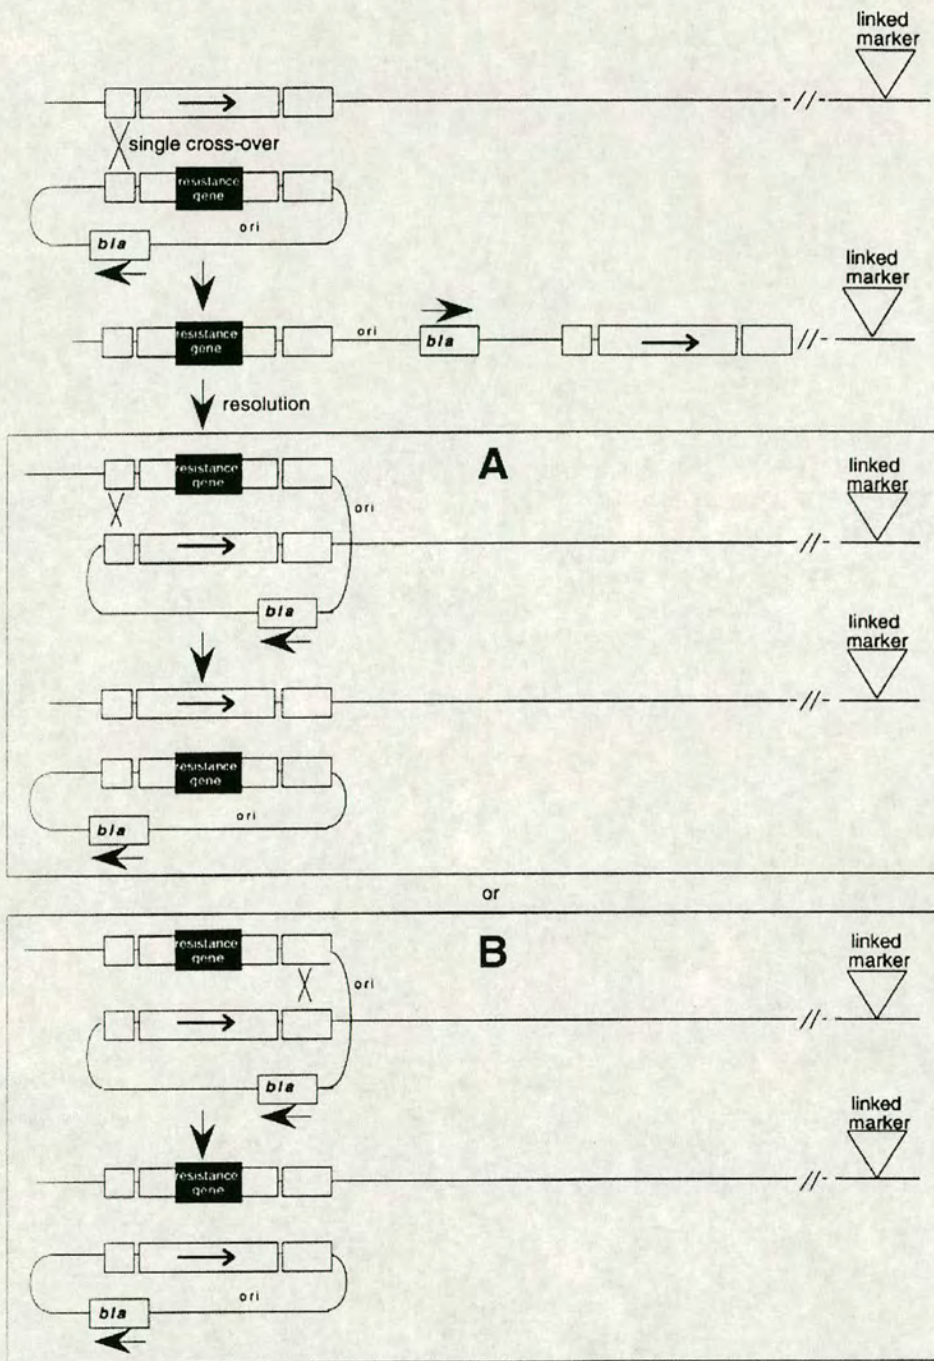 linked
marker
single cross-over
resistance
gene
ori
bla
linked
marker
resistance
gene
ori
bla
resolution
A
linked
marker
resistance
gene
ori
bla
linked
marker
resistance
gene
ori
bla
or
B
linked
marker
resistance
gene
ori
bla
linked
marker
resistance
gene
ori
bla